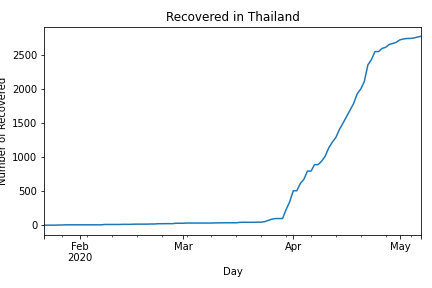 Recovered in Thailand
Number of Recovered
2500
2000
1500
1000
500
0
Feb
2020
Mar
Apr
May
Day